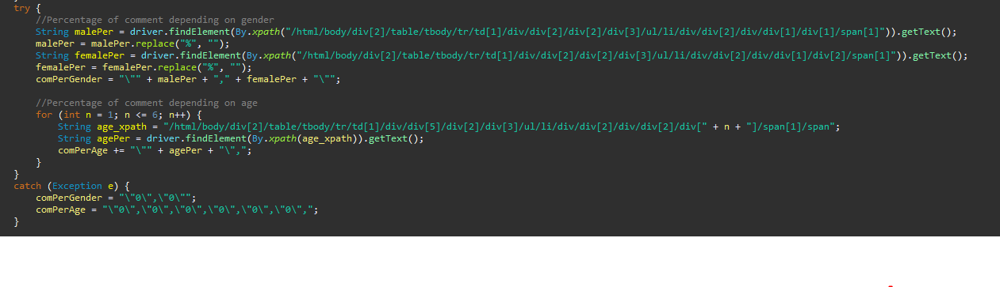 try {
//Percentage of comment depending on gender
String malePer = driver.findElement(By.xpath("/html/body/div[2]/table/tbody/tr/td[1]/div/div[2]/div[2]/div[3]/ul/li/div/div[2]/div/div[1]/div[1]/span[1]")).getText();
malePer = malePer.replace("%", "");
String femalePer = driver.findElement(By.xpath("/html/body/div[2]/table/tbody/tr/td[1]/div/div[2]/div[2]/div[3]/ul/li/div/div[2]/div/div[1]/div[2]/span[1]")).getText();
femalePer = femalePer.replace("%", "");
comPerGender = "\"" + malePer + "," + femalePer + "\"";
//Percentage of comment depending on age
for (int n = 1; n <= 6; n++) {
String age_xpath = "/html/body/div[2]/table/tbody/tr/td[1]/div/div[5]/div[2]/div[3]/ul/li/div/div[2]/div/div[2]/div[" + n + "]/span[1]/span";
String agePer = driver.findElement(By.xpath(age_xpath)).getText();
comPerAge += "\"" + agePer + "\",";
}
}
catch (Exception e) {
comPerGender = "\"0\",\"0\"";
comPerAge = "\"0\",\"0\",\"0\",\"0\",\"0\",\"0\",";
}